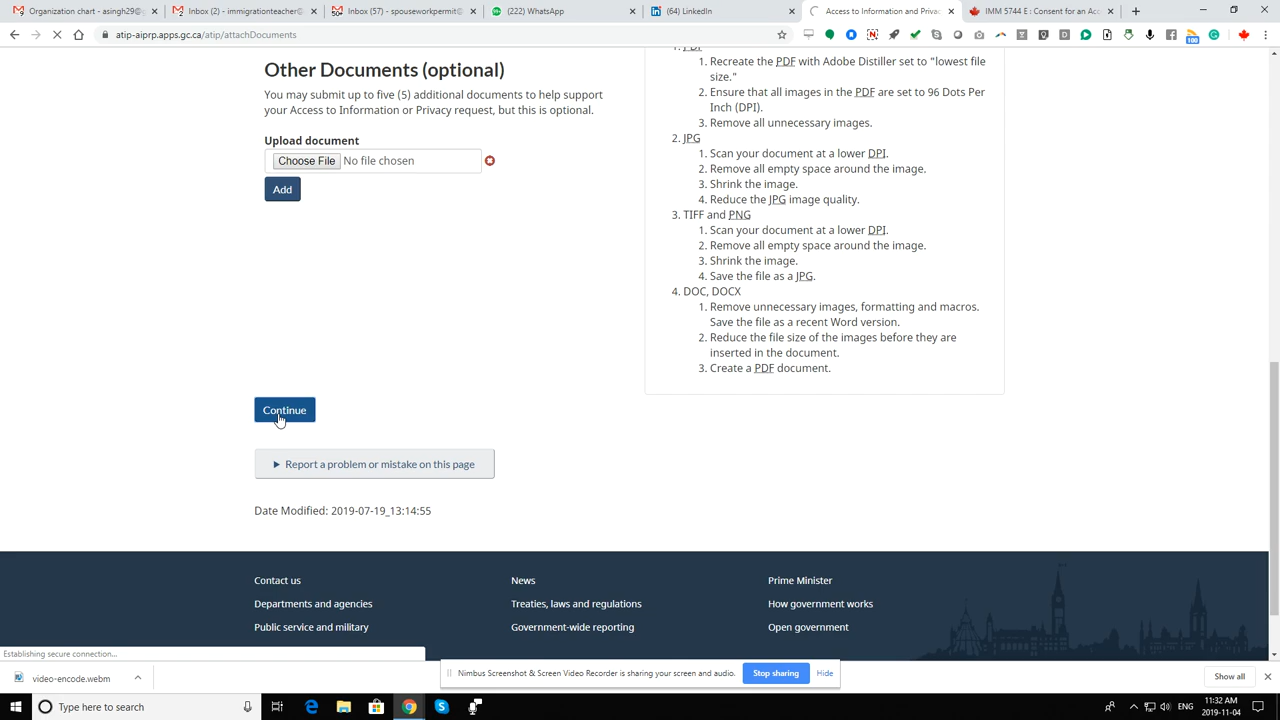 Organization chart - asingh29@g
Inbox (2) - immigrationteacher@
Inbox (57) - spouseworkpermit@
(222) WhatsApp
(64) LinkedIn
Access to Information and Priva
IMM 5744 E : Consent for an Ac
atip-aiprp.apps.gc.ca/atip/attachDocuments
100
Other Documents (optional)
You may submit up to five (5) additional documents to help support
your Access to Information or Privacy request, but this is optional.
Upload document
Choose File No file chosen
Add
1. PDF
1. Recreate the PDF with Adobe Distiller set to "lowest file
size."
2. Ensure that all images in the PDF are set to 96 Dots Per
Inch (DPI).
3. Remove all unnecessary images.
2. JPG
1. Scan your document at a lower DPI.
2. Remove all empty space around the image.
3. Shrink the image.
4. Reduce the JPG image quality.
3. TIFF and PNG
1. Scan your document at a lower DPI.
2. Remove all empty space around the image.
3. Shrink the image.
4. Save the file as a JPG.
4. DOC, DOCX
1. Remove unnecessary images, formatting and macros.
Save the file as a recent Word version.
2. Reduce the file size of the images before they are
inserted in the document.
3. Create a PDF document.
Continue
Report a problem or mistake on this page
Date Modified: 2019-07-19_13:14:55
Contact us
News
Prime Minister
Departments and agencies
Treaties, laws and regulations
How government works
Public service and military
Government-wide reporting
Open government
Establishing secure connection...
video-encode.webm
Nimbus Screenshot & Screen Video Recorder is sharing your screen and audio.
Stop sharing
Hide
Show all
Type here to search
ENG
11:32 AM
2019-11-04